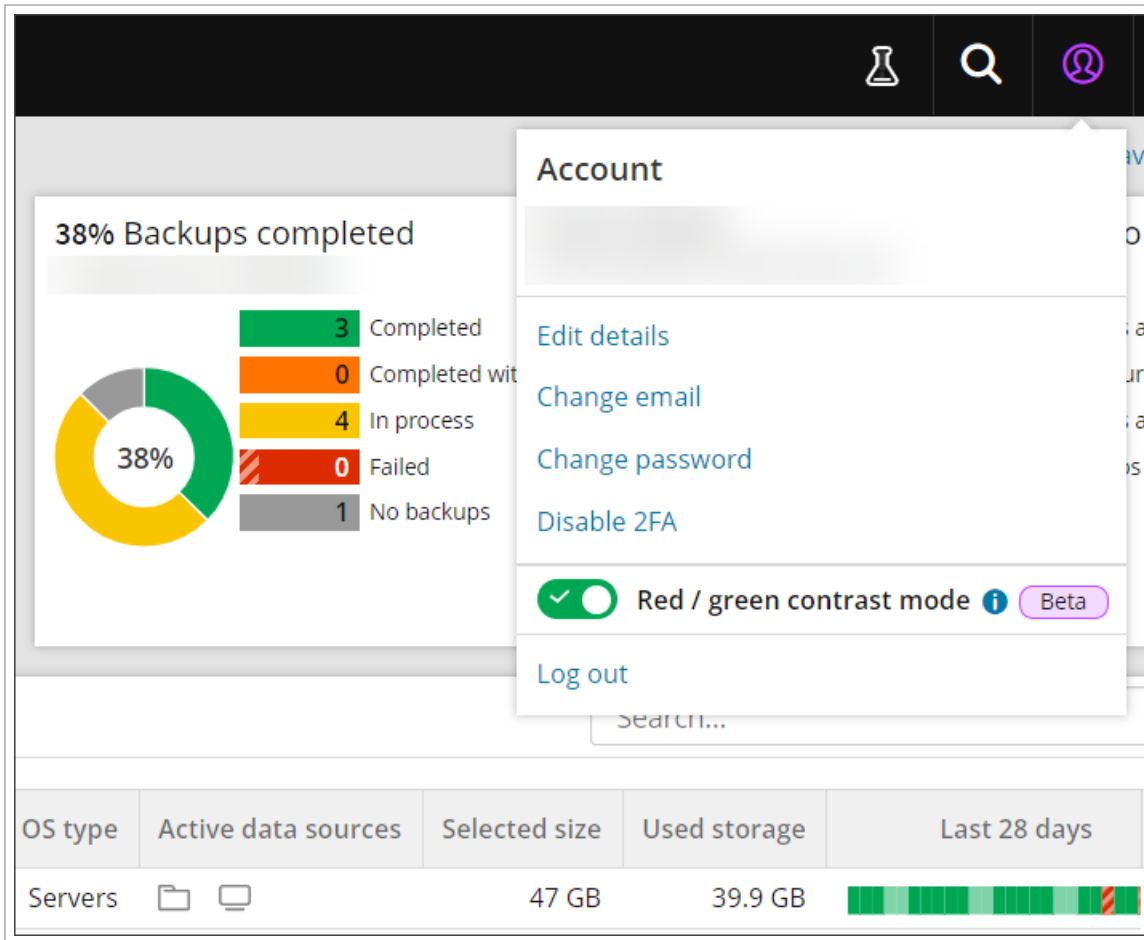 Account
38% Backups completed
3 Completed
0 Completed wit
4 In process
0 Failed
1 No backups
38%
Edit details
Change email
Change password
Disable 2FA
Red / green contrast mode i Beta
Log out
Search...
OS type Active data sources Selected size Used storage Last 28 days
Servers 47 GB 39.9 GB